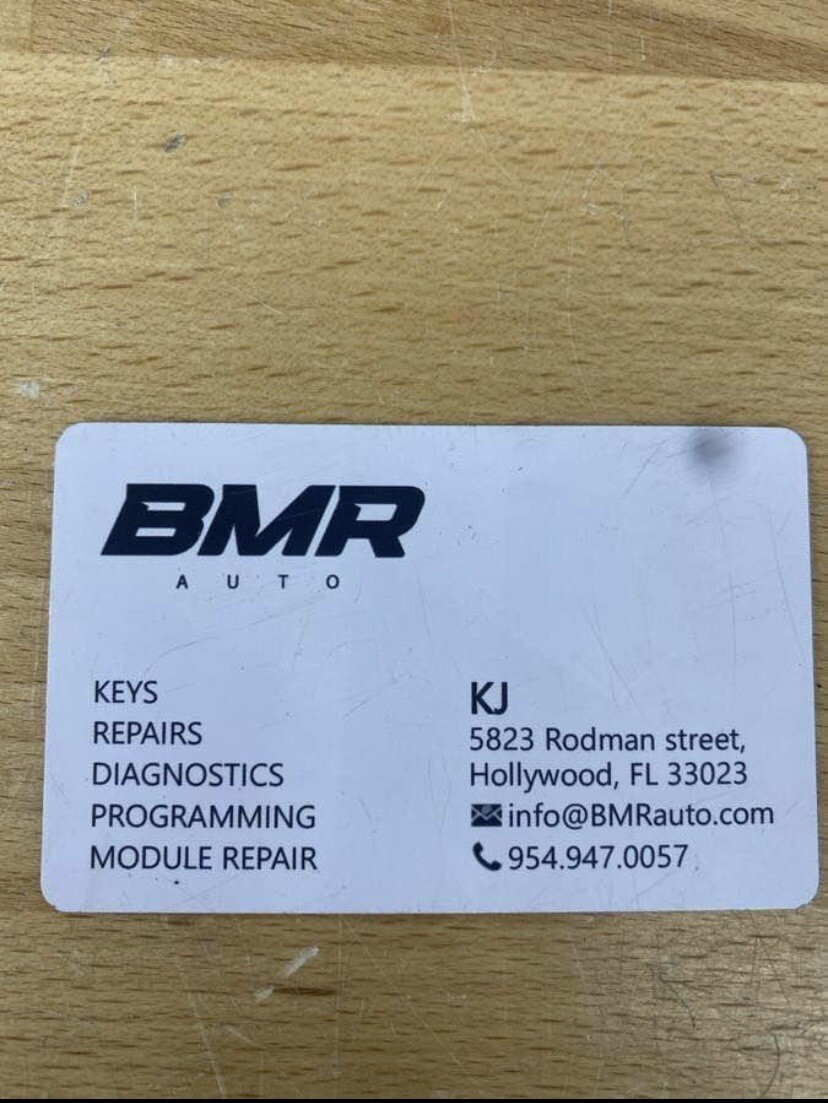 BMR
AUTO
KEYS
REPAIRS
DIAGNOSTICS
PROGRAMMING
MODULE REPAIR
KJ
5823 Rodman street,
Hollywood, FL 33023
info@BMRauto.com
954.947.0057